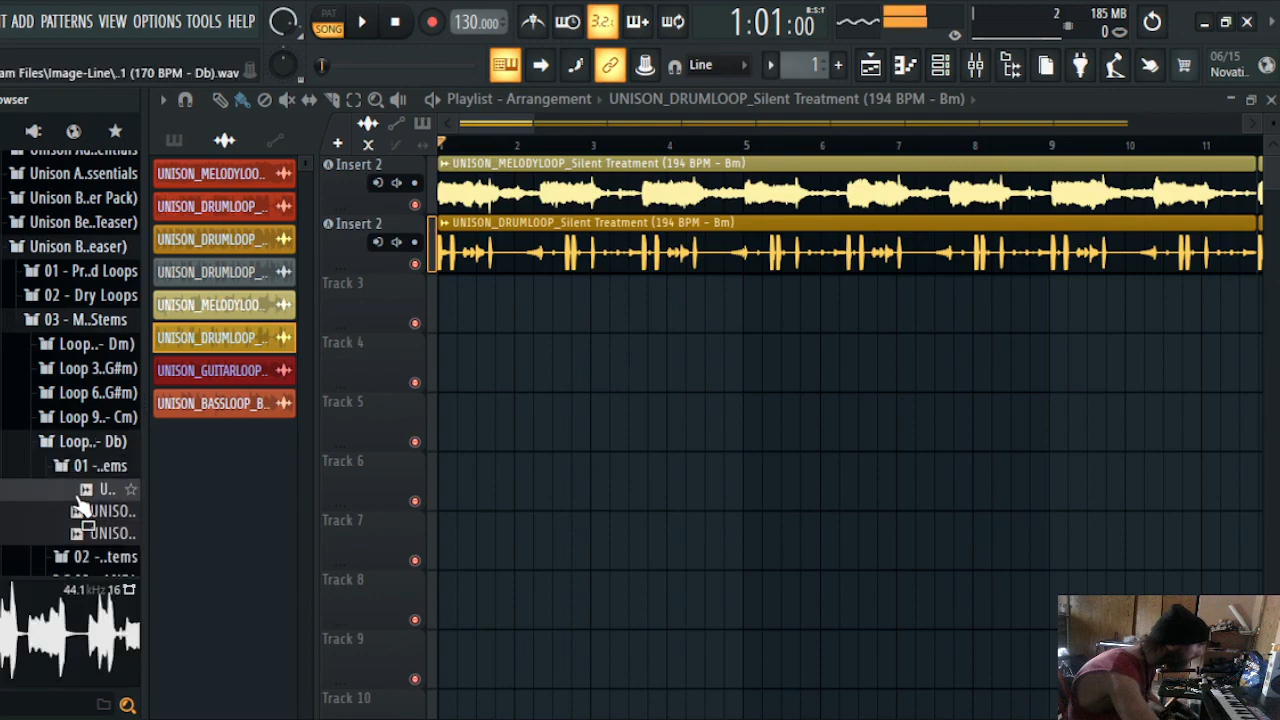 NT ADD PATTERNS VIEW OPTIONS TOOLS HELP
PAT
SONG
130.000
3.2.
1:01:00
B:S:T
2
185 MB
0
am Files\Image-Line\..1 (170 BPM - Db).wav
Line
1
06/15
Novati..
owser
Playlist - Arrangement
UNISON_DRUMLOOP_Silent Treatment (194 BPM - Bm)
Unison A..ssentials
Unison B..er Pack)
Unison Be..Teaser)
Unison B..easer)
01 - Pr..d Loops
02 - Dry Loops
03 - M..Stems
Loop..- Dm)
Loop 3..G#m)
Loop 6..G#m)
Loop 9..- Cm)
Loop..- Db)
01 -..ems
U..
UNISO..
UNISO..
02 -..tems
44.1 kHz 16
UNISON_MELODYLOO..
UNISON_DRUMLOOP_..
UNISON_DRUMLOOP_..
UNISON_DRUMLOOP_..
UNISON_MELODYLOO..
UNISON_DRUMLOOP_..
UNISON_GUITARLOOP..
UNISON_BASSLOOP_B..
2 3 4 5 6 7 8 9 10 11
Insert 2
UNISON_MELODYLOOP_Silent Treatment (194 BPM - Bm)
Insert 2
UNISON_DRUMLOOP_Silent Treatment (194 BPM - Bm)
Track 3
Track 4
Track 5
Track 6
Track 7
Track 8
Track 9
Track 10